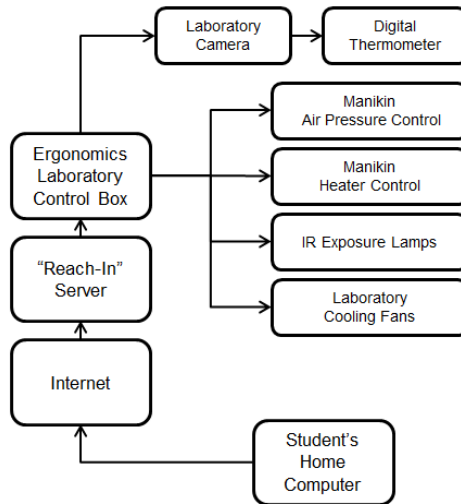 Laboratory
Camera
Digital
Thermometer
Manikin
Air Pressure Control
Ergonomics
Laboratory
Control Box
Manikin
Heater Control
IR Exposure Lamps
“Reach-In”
Server
Laboratory
Cooling Fans
Internet
Student’s
Home
Computer